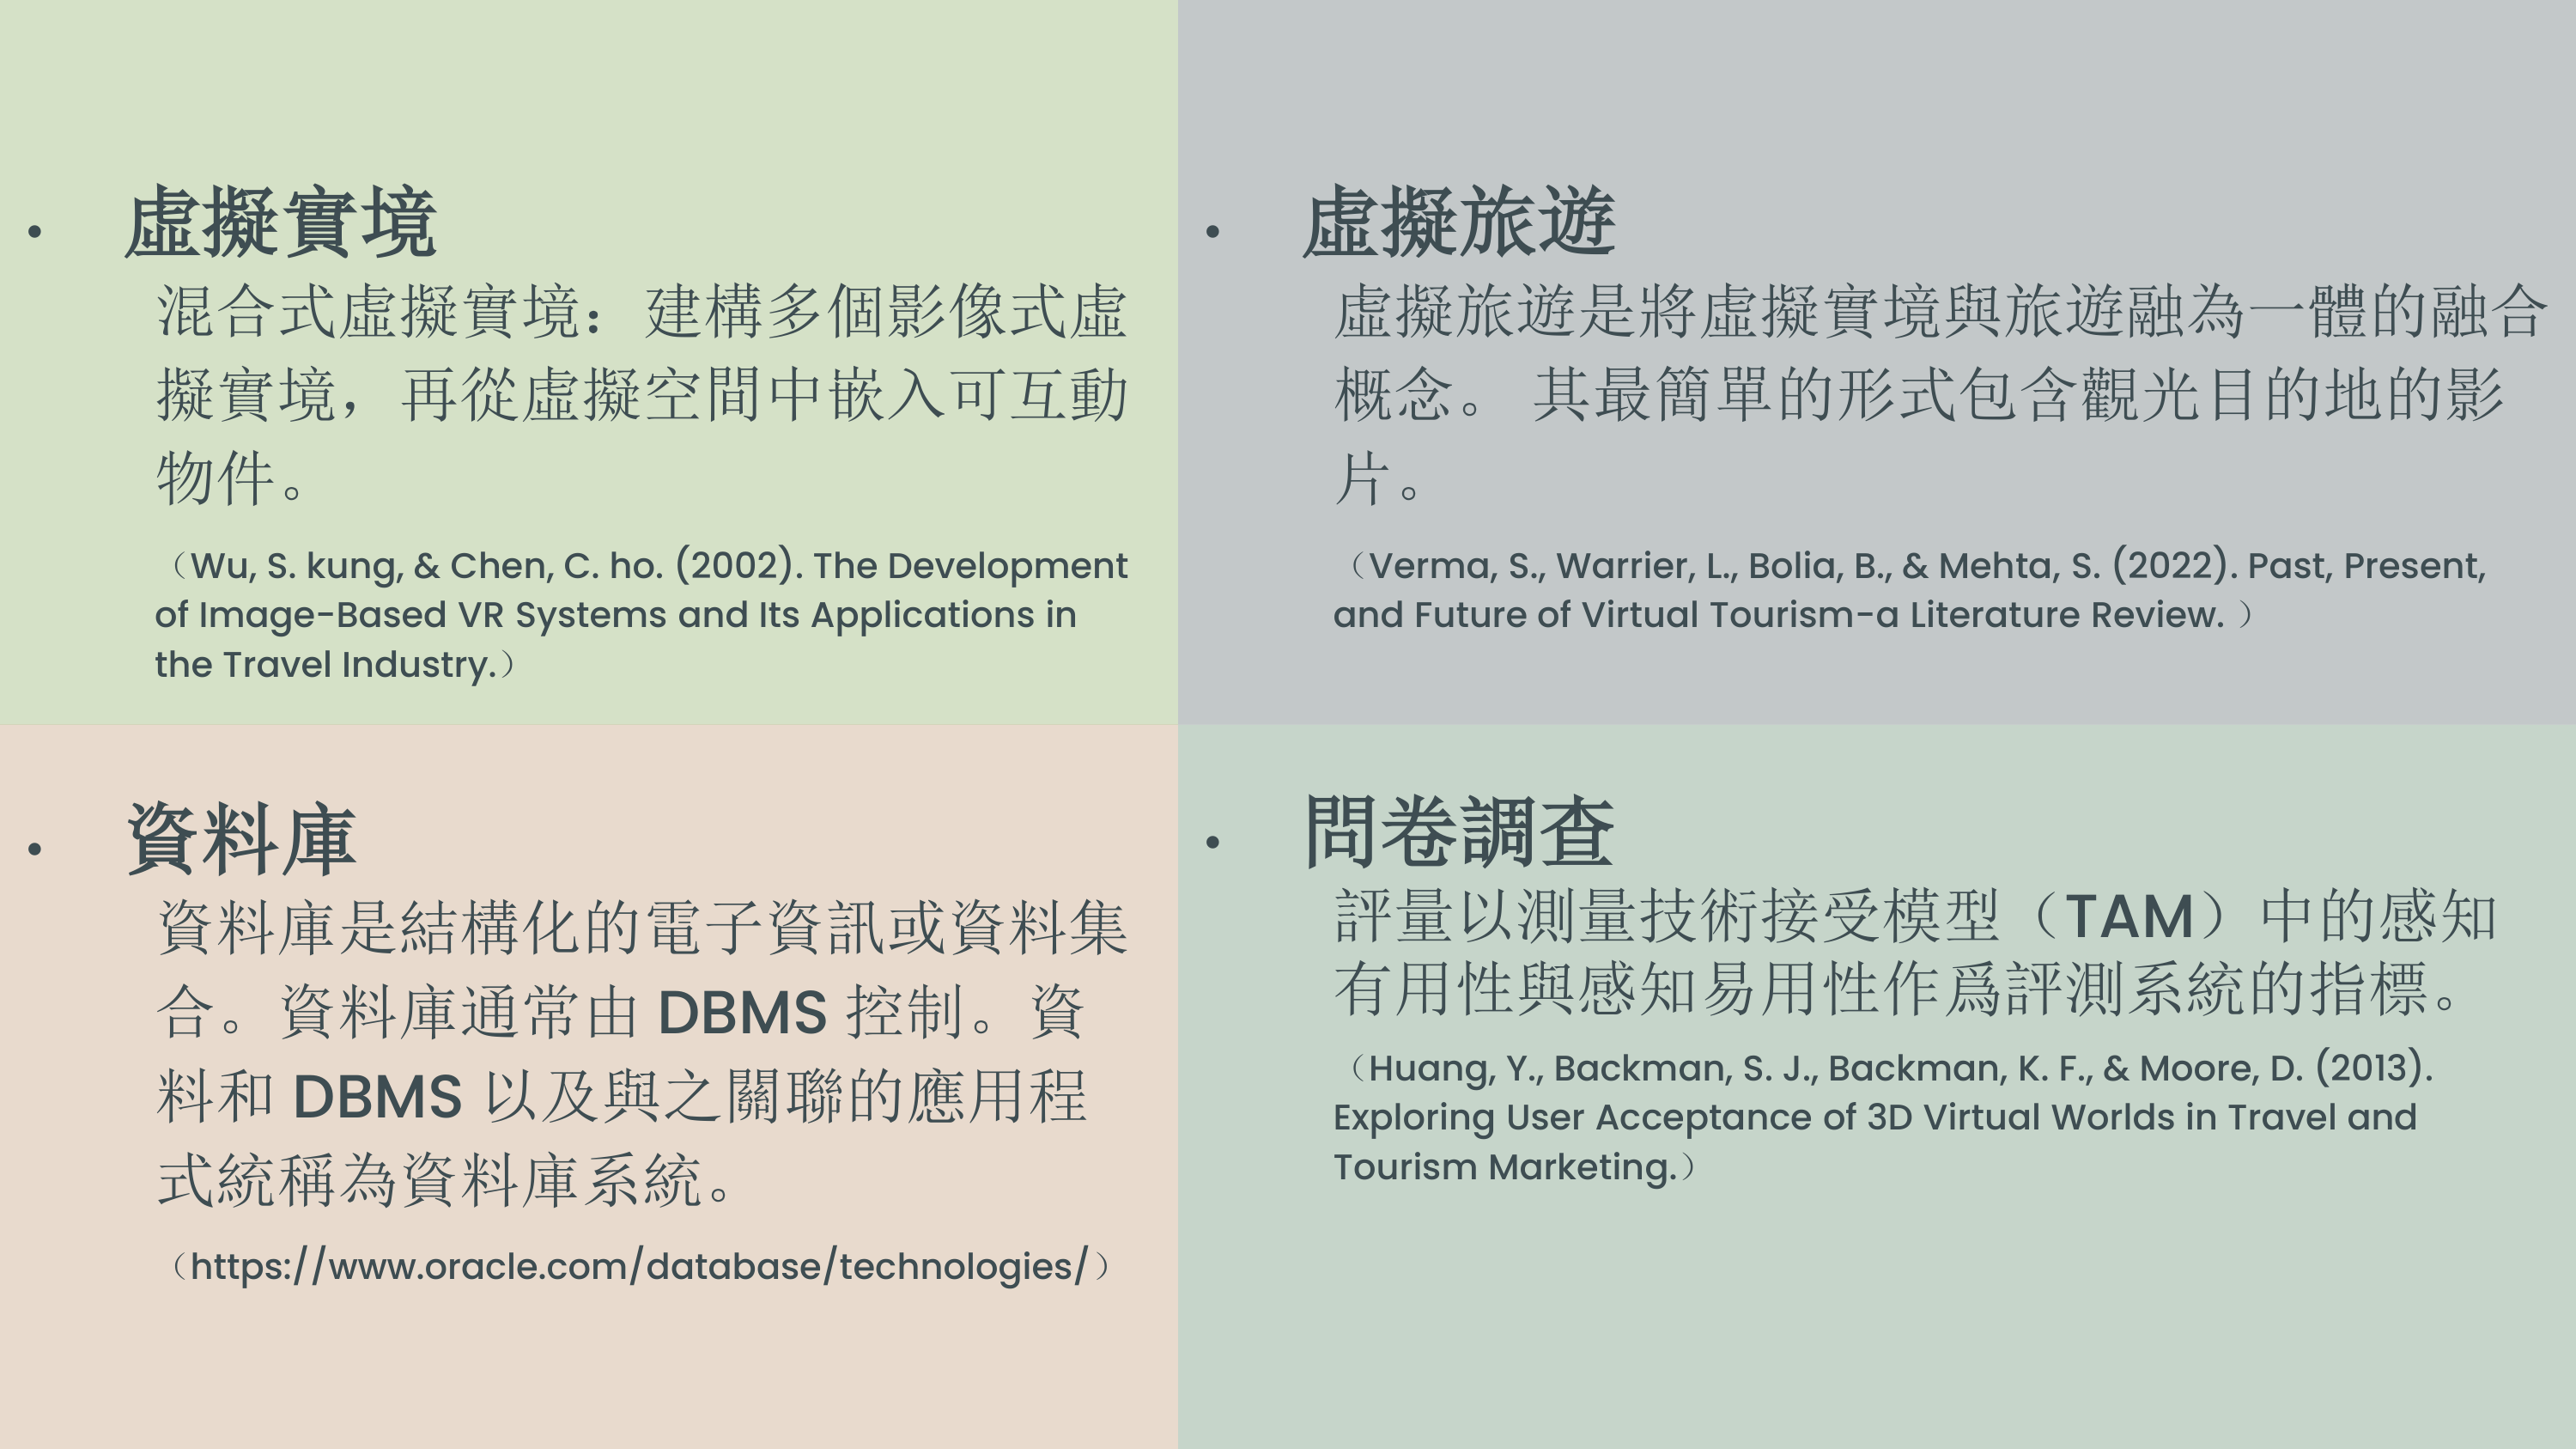 • 虛擬實境
混合式虛擬實境：建構多個影像式虛
擬實境，再從虛擬空間中嵌入可互動
物件。
（Wu, S. kung, & Chen, C. ho. (2002). The Development
of Image-Based VR Systems and Its Applications in
the Travel Industry.）
• 虛擬旅遊
虛擬旅遊是將虛擬實境與旅遊融為一體的融合
概念。 其最簡單的形式包含觀光目的地的影
片。
（Verma, S., Warrier, L., Bolia, B., & Mehta, S. (2022). Past, Present,
and Future of Virtual Tourism-a Literature Review. ）
• 資料庫
資料庫是結構化的電子資訊或資料集
合。資料庫通常由 DBMS 控制。資
料和 DBMS 以及與之關聯的應用程
式統稱為資料庫系統。
（https://www.oracle.com/database/technologies/）
• 問卷調查
評量以測量技術接受模型（TAM）中的感知
有用性與感知易用性作爲評測系統的指標。
（Huang, Y., Backman, S. J., Backman, K. F., & Moore, D. (2013).
Exploring User Acceptance of 3D Virtual Worlds in Travel and
Tourism Marketing.）